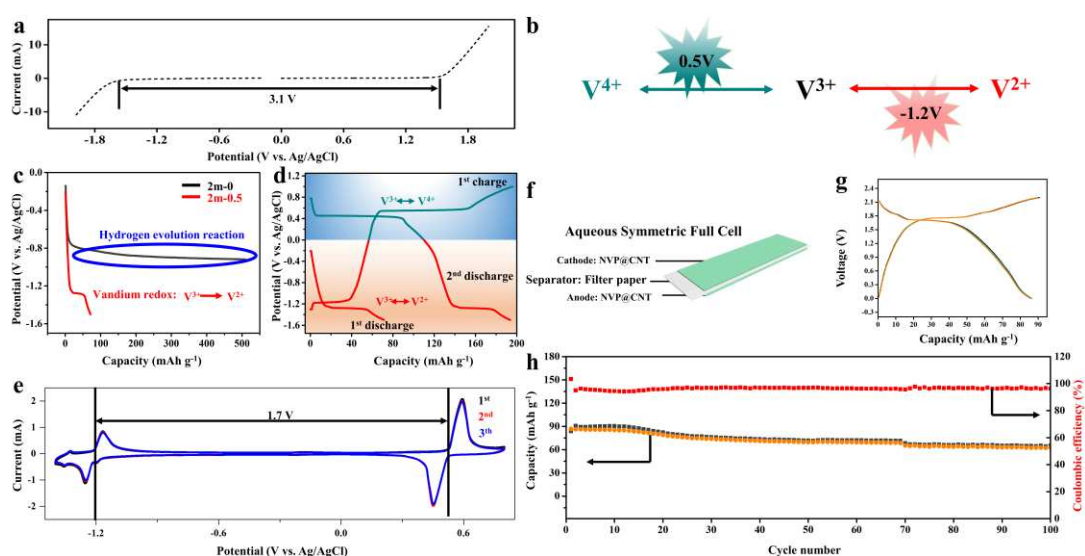 a
Current (mA)
10
0
-10
3.1 V
-1.8 -1.2 -0.6 0.0 0.6 1.2 1.8
Potential (V vs. Ag/AgCl)
b
0.5V
V4+
V3+
V2+
-1.2V
c
Potential (V vs. Ag/AgCl)
0.0
-0.4
-0.8
-1.2
-1.6
2m-0
2m-0.5
Hydrogen evolution reaction
Vandium redox: V3+ → V2+
0 100 200 300 400 500
Capacity (mAh g-1)
d
Potential (V vs. Ag/AgCl)
1.2
0.8
0.4
0.0
-0.4
-0.8
-1.2
-1.6
1st charge
V3+ ↔ V4+
2nd discharge
V3+ ↔ V2+
1st discharge
0 40 80 120 160 200
Capacity (mAh g-1)
f
Aqueous Symmetric Full Cell
Cathode: NVP@CNT
Separator: Filter paper
Anode: NVP@CNT
g
Voltage (V)
2.4
2.1
1.8
1.5
1.2
0.9
0.6
0.3
0.0
-0.3
0 10 20 30 40 50 60 70 80 90
Capacity (mAh g-1)
e
Current (mA)
2
1
0
-1
-2
1.7 V
1st
2nd
3th
-1.2 -0.6 0.0 0.6
Potential (V vs. Ag/AgCl)
h
Capacity (mAh g-1)
180
150
120
90
60
30
0
0 10 20 30 40 50 60 70 80 90 100
Cycle number
120
100
80
60
40
20
0
Coulombic efficiency (%)